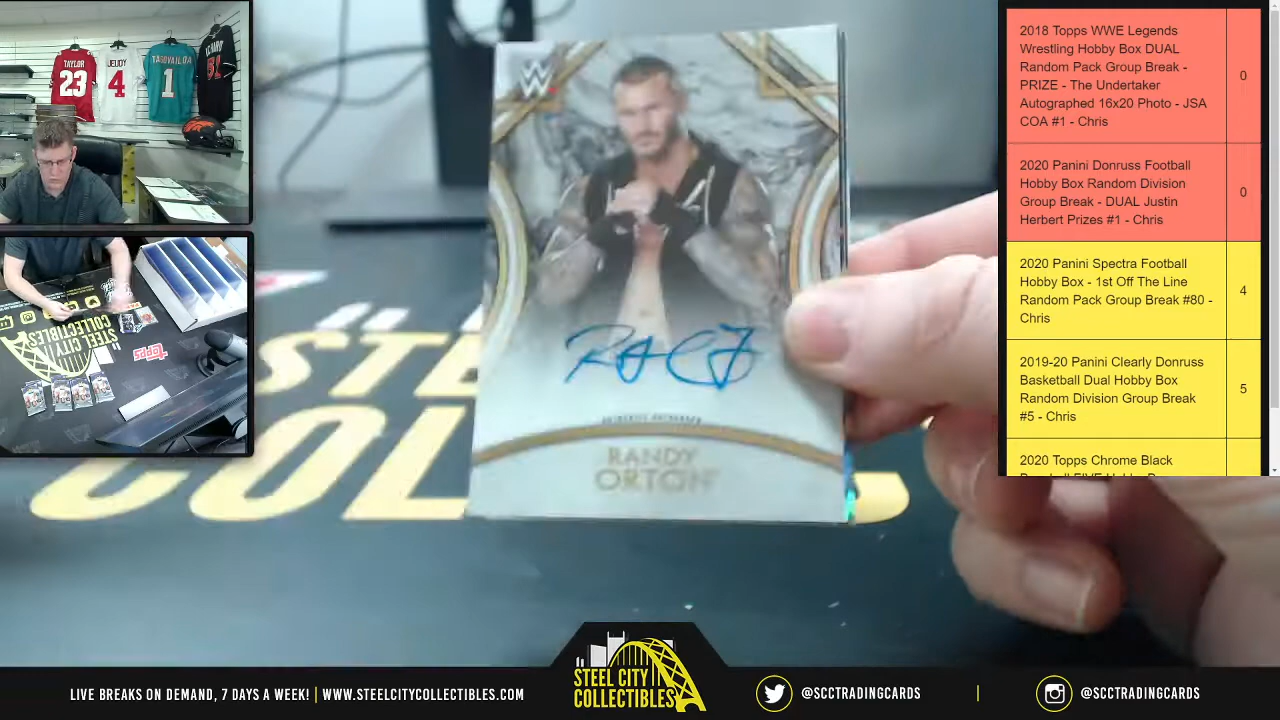 TAYLOR
23
JEUDY
4
TAGOVAILOA
1
STEEL CITY
COLLECTIBLES
topps
W
AUTHENTIC AUTOGRAPH
RANDY
ORTON
STE
COL
2018 Topps WWE Legends
Wrestling Hobby Box DUAL
Random Pack Group Break -
PRIZE - The Undertaker
Autographed 16x20 Photo - JSA
COA #1 - Chris
0
2020 Panini Donruss Football
Hobby Box Random Division
Group Break - DUAL Justin
Herbert Prizes #1 - Chris
0
2020 Panini Spectra Football
Hobby Box - 1st Off The Line
Random Pack Group Break #80 -
Chris
4
2019-20 Panini Clearly Donruss
Basketball Dual Hobby Box
Random Division Group Break
#5 - Chris
5
2020 Topps Chrome Black
LIVE BREAKS ON DEMAND, 7 DAYS A WEEK! | WWW.STEELCITYCOLLECTIBLES.COM
STEEL CITY
COLLECTIBLES
@SCCTRADINGCARDS
@SCCTRADINGCARDS